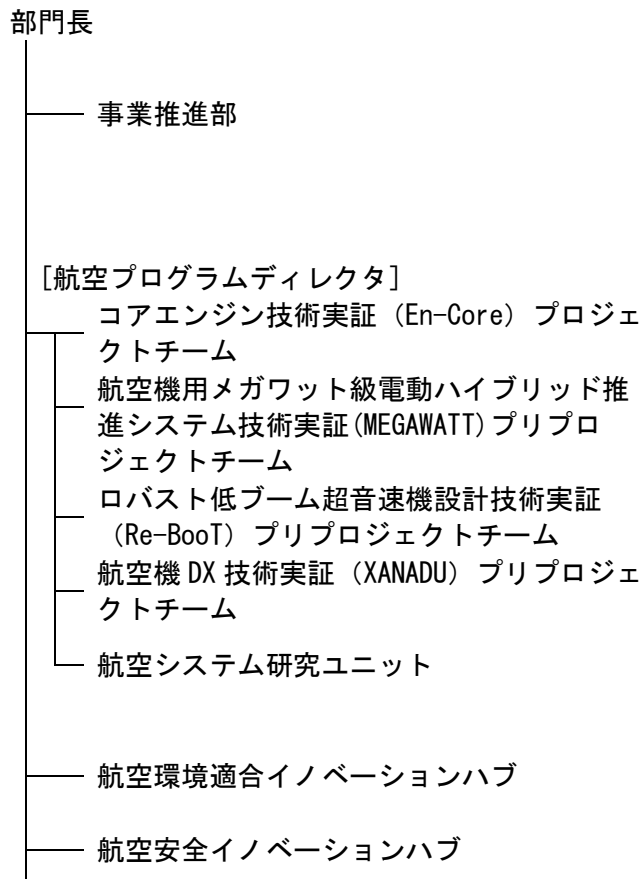 部門長
事業推進部
[航空プログラムディレクタ]
コアエンジン技術実証（En-Core）プロジェ
クトチーム
航空機用メガワット級電動ハイブリッド推
進システム技術実証(MEGAWATT)プリプロ
ジェクトチーム
ロバスト低ブーム超音速機設計技術実証
（Re-BooT）プリプロジェクトチーム
航空機 DX 技術実証（XANADU）プリプロジェ
クトチーム
航空システム研究ユニット
航空環境適合イノベーションハブ
航空安全イノベーションハブ